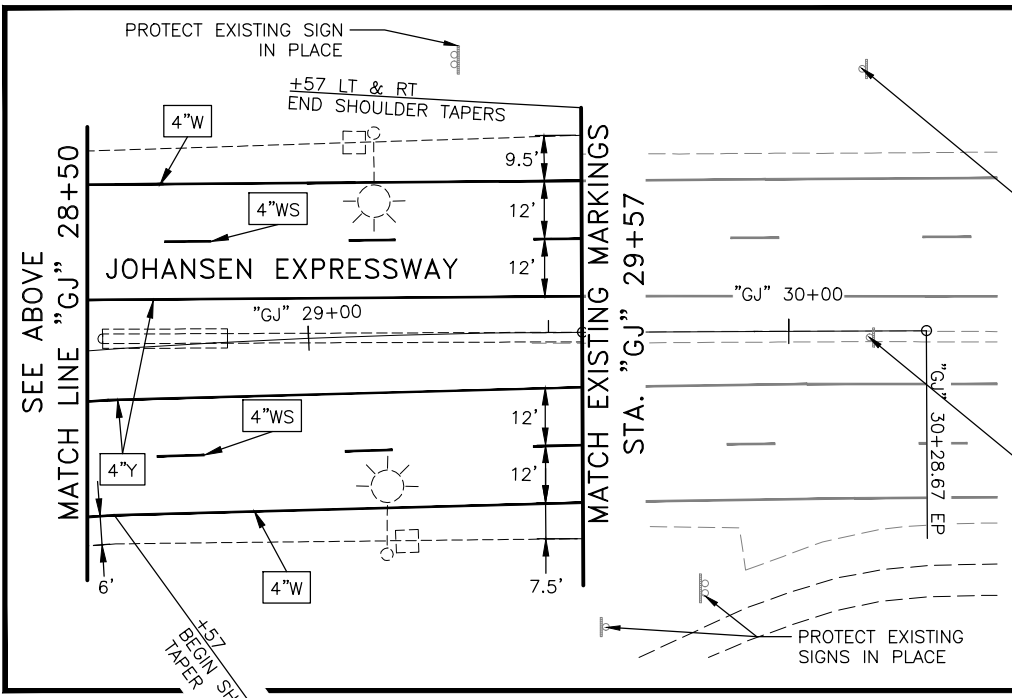 PROTECT EXISTING SIGN
IN PLACE
+57 LT & RT
END SHOULDER TAPERS
4"W
9.5'
4"WS
12'
12'
JOHANSEN EXPRESSWAY
SEE ABOVE
MATCH LINE "GJ" 28+50
"GJ" 29+00
MATCH EXISTING MARKINGS
STA. "GJ" 29+57
"GJ" 30+00
"GJ" 30+28.67 EP
4"WS
12'
4"Y
12'
4"W
6'
7.5'
+57
BEGIN SH
TAPER
PROTECT EXISTING
SIGNS IN PLACE